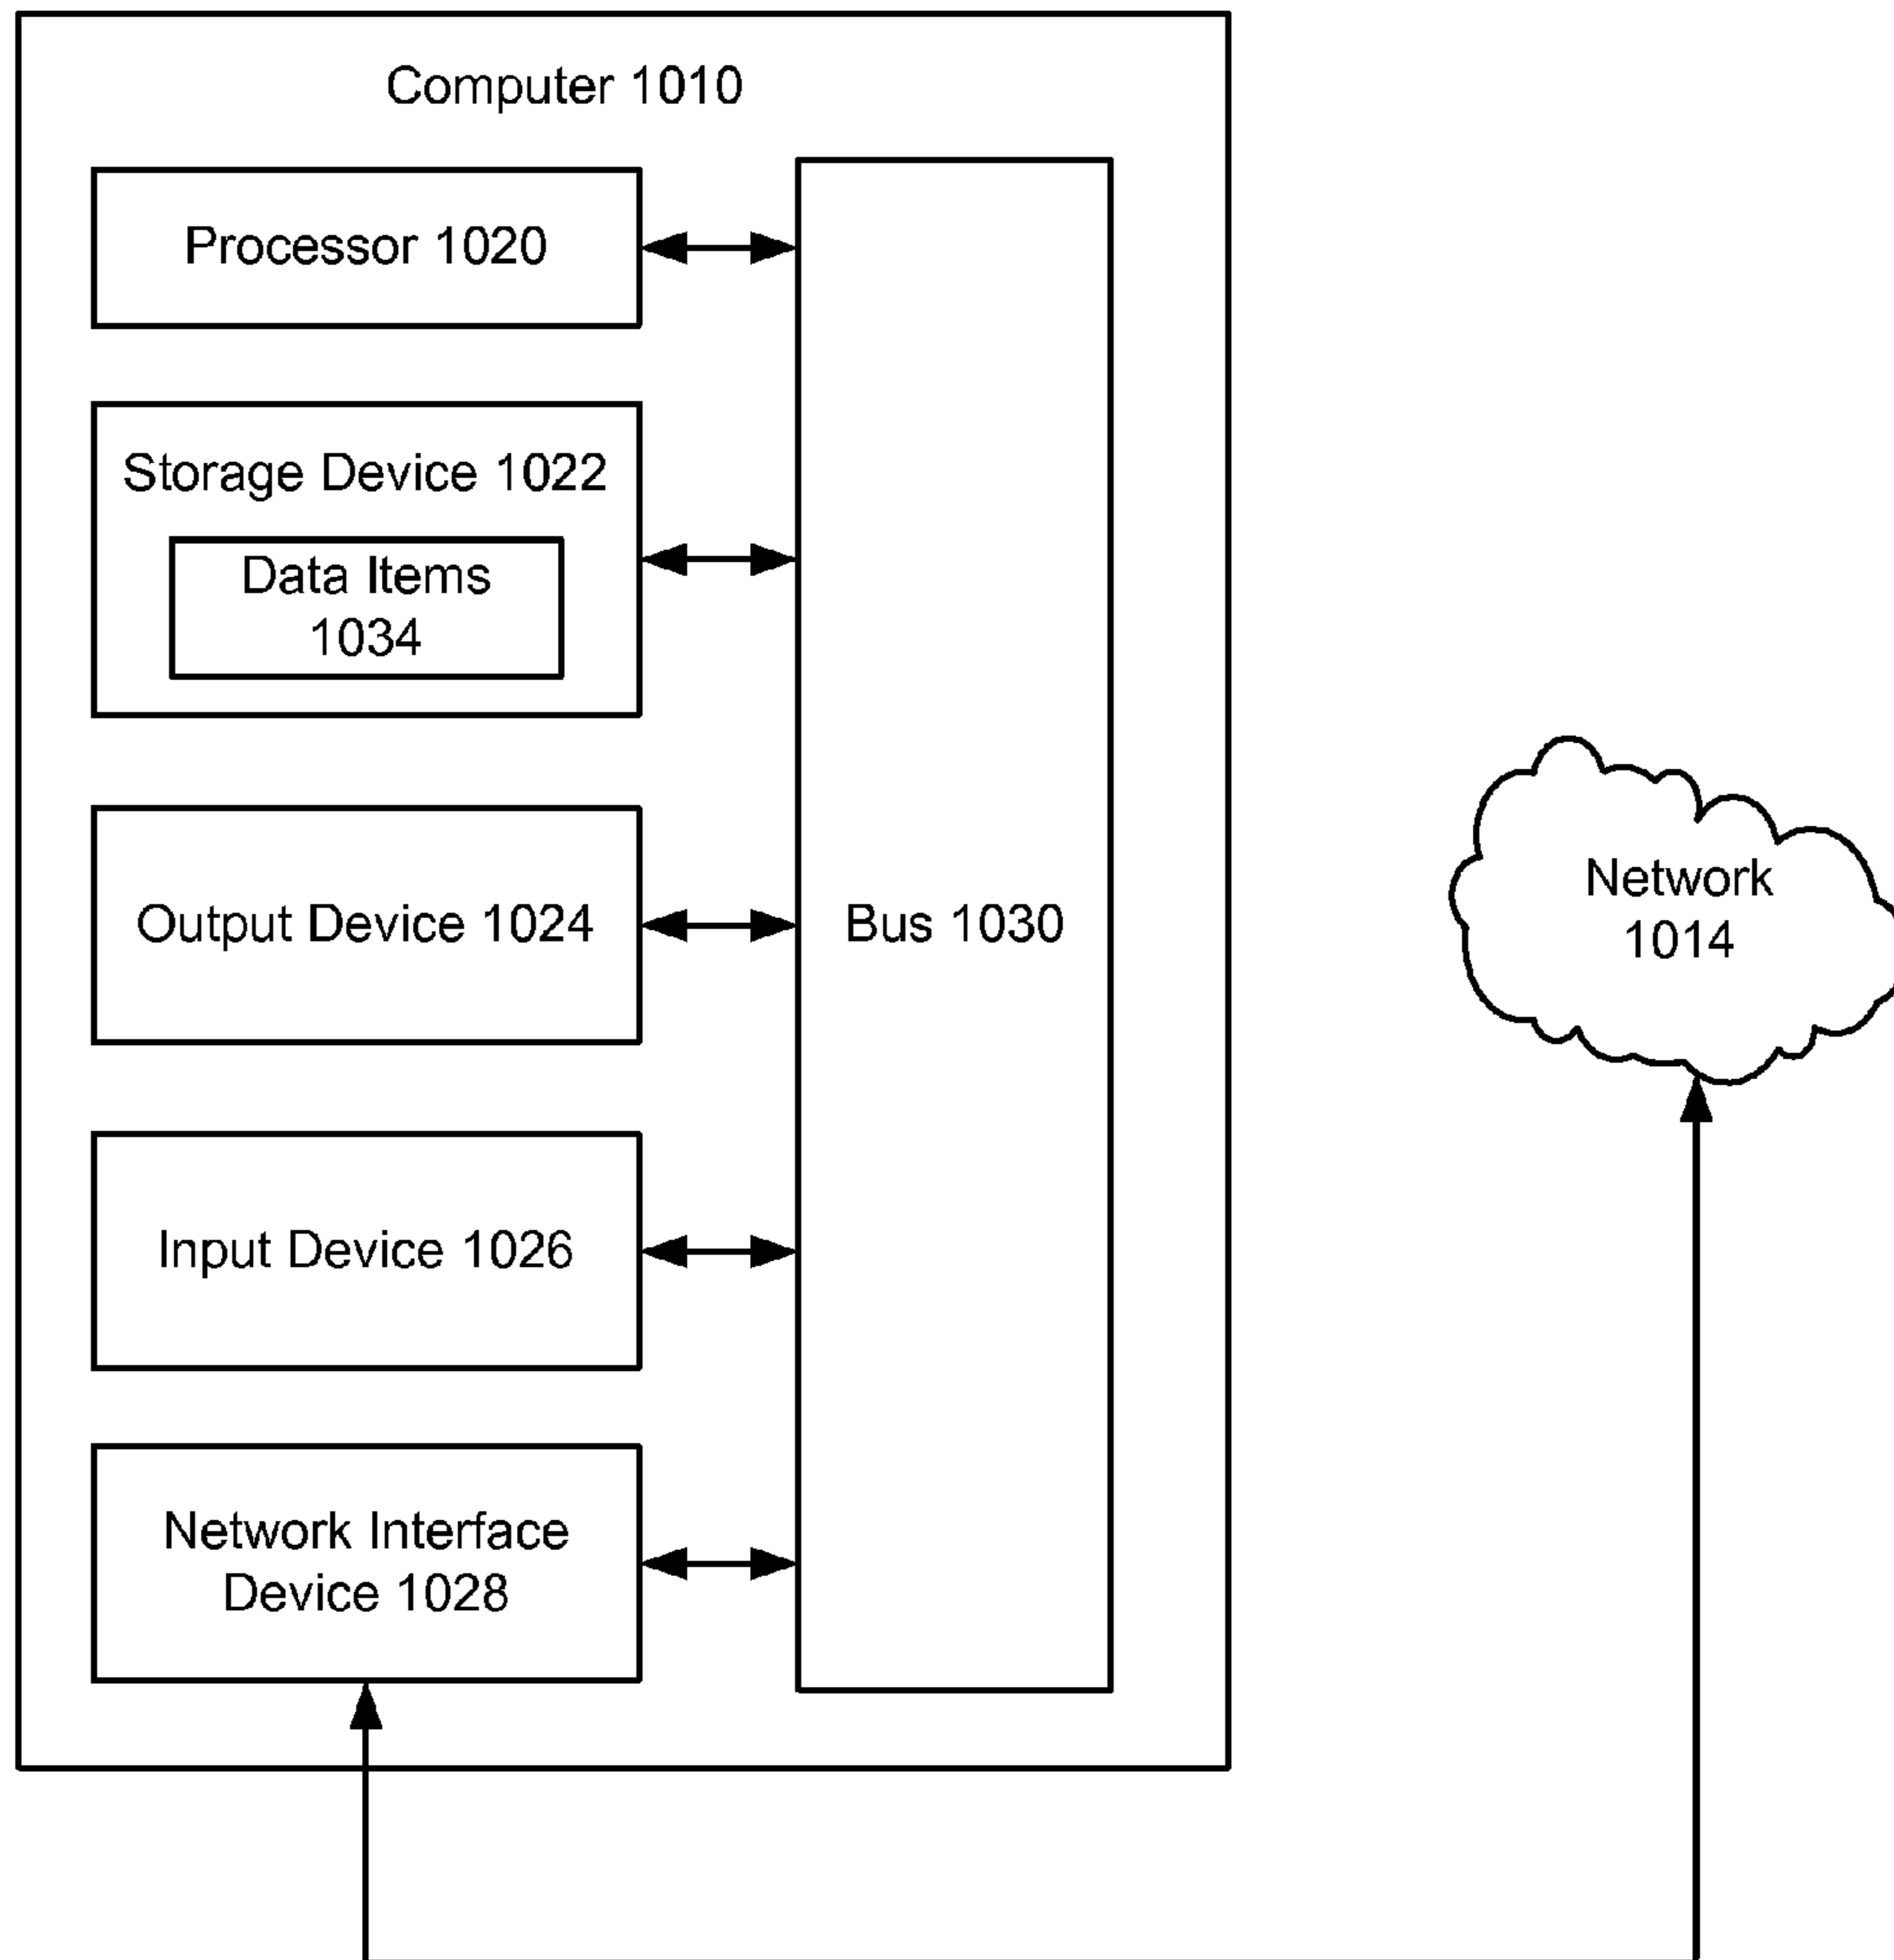 Computer 1010
Processor 1020
Storage Device 1022
Data Items
1034
Output Device 1024
Bus 1030
Input Device 1026
Network Interface
Device 1028
Network
1014